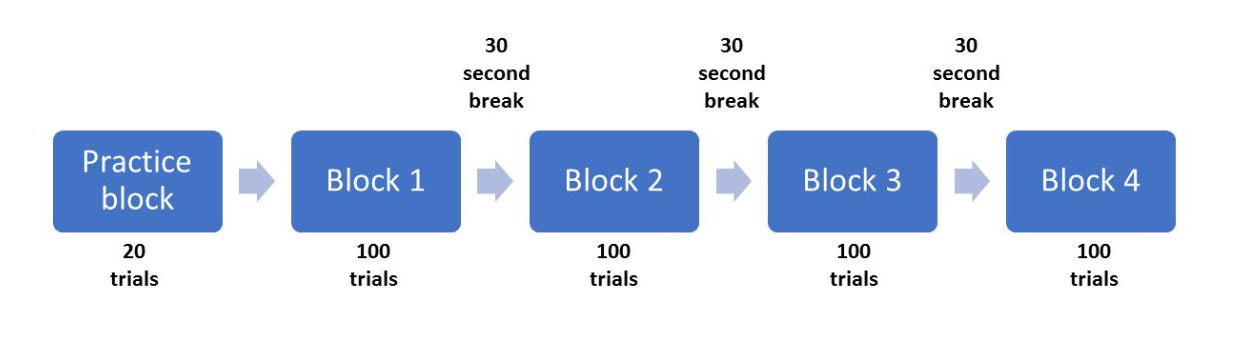 30
second
break
30
second
break
30
second
break
Practice
block
Block 1
Block 2
Block 3
Block 4
20
trials
100
trials
100
trials
100
trials
100
trials